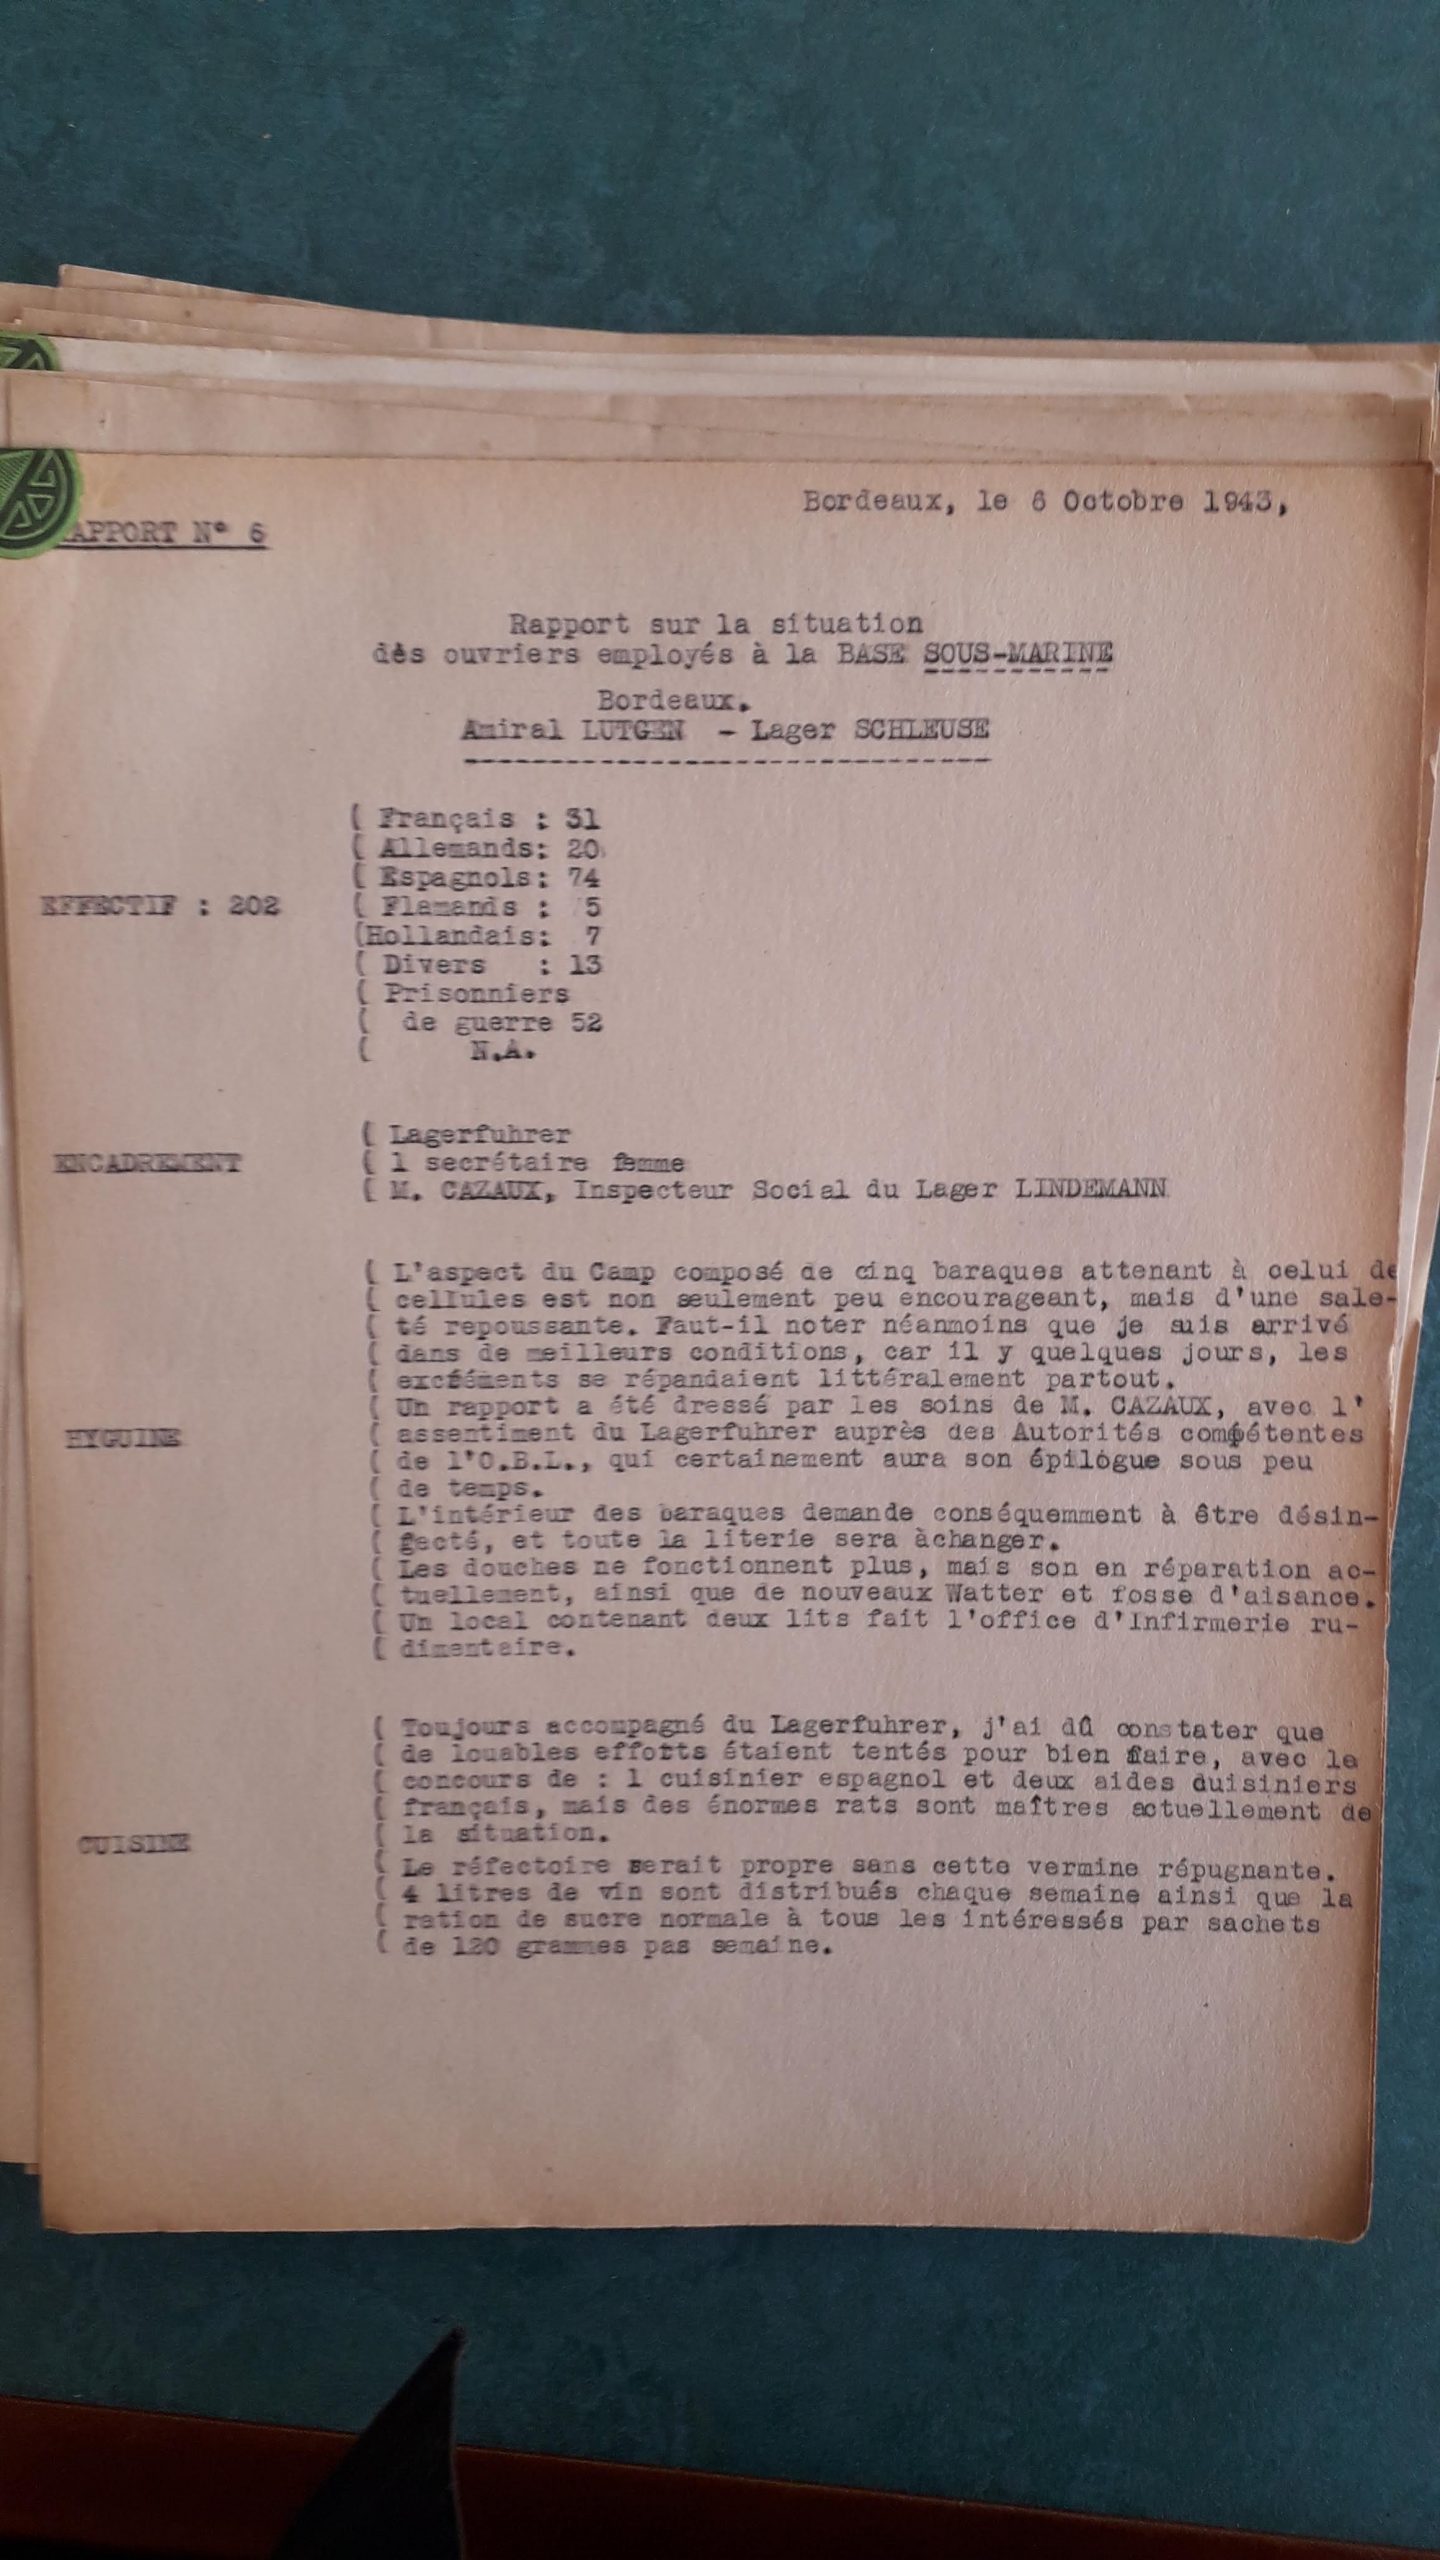 Bordeaux, le 6 Octobre 1943,
APPORT N° 6
Rapport sur la situation
dès ouvriers employés à la BASE SOUS-MARINE
Bordeaux.
Amiral LUTGEN - Lager SCHLEUSE
( Français : 31
( Allemands: 20
( Espagnols: 74
EFFECTIF : 202 ( Flamands : 5
(Hollandais: 7
( Divers : 13
( Prisonniers
( de guerre 52
( N.A.
( Lagerfuhrer
ENCADREMENT ( 1 secrétaire femme
( M. CAZAUX, Inspecteur Social du Lager LINDEMANN
( L'aspect du Camp composé de cinq baraques attenant à celui de
( cellules est non seulement peu encourageant, mais d'une sale-
( té repoussante. Faut-il noter néanmoins que je suis arrivé
( dans de meilleurs conditions, car il y quelques jours, les
( excréments se répandaient littéralement partout.
( Un rapport a été dressé par les soins de M. CAZAUX, avec l'
HYGUINE ( assentiment du Lagerfuhrer auprès des Autorités compétentes
( de l'O.B.L., qui certainement aura son épilogue sous peu
( de temps.
( L'intérieur des baraques demande conséquemment à être désin-
( fecté, et toute la literie sera àchanger.
( Les douches ne fonctionnent plus, mais son en réparation ac-
( tuellement, ainsi que de nouveaux Watter et fosse d'aisance.
( Un local contenant deux lits fait l'office d'Infirmerie ru-
( dimentaire.
( Toujours accompagné du Lagerfuhrer, j'ai dû constater que
( de louables efforts étaient tentés pour bien faire, avec le
( concours de : 1 cuisinier espagnol et deux aides cuisiniers
( français, mais des énormes rats sont maîtres actuellement de
CUISINE ( la situation.
( Le réfectoire serait propre sans cette vermine répugnante.
( 4 litres de vin sont distribués chaque semaine ainsi que la
( ration de sucre normale à tous les intéressés par sachets
( de 120 grammes pas semaine.